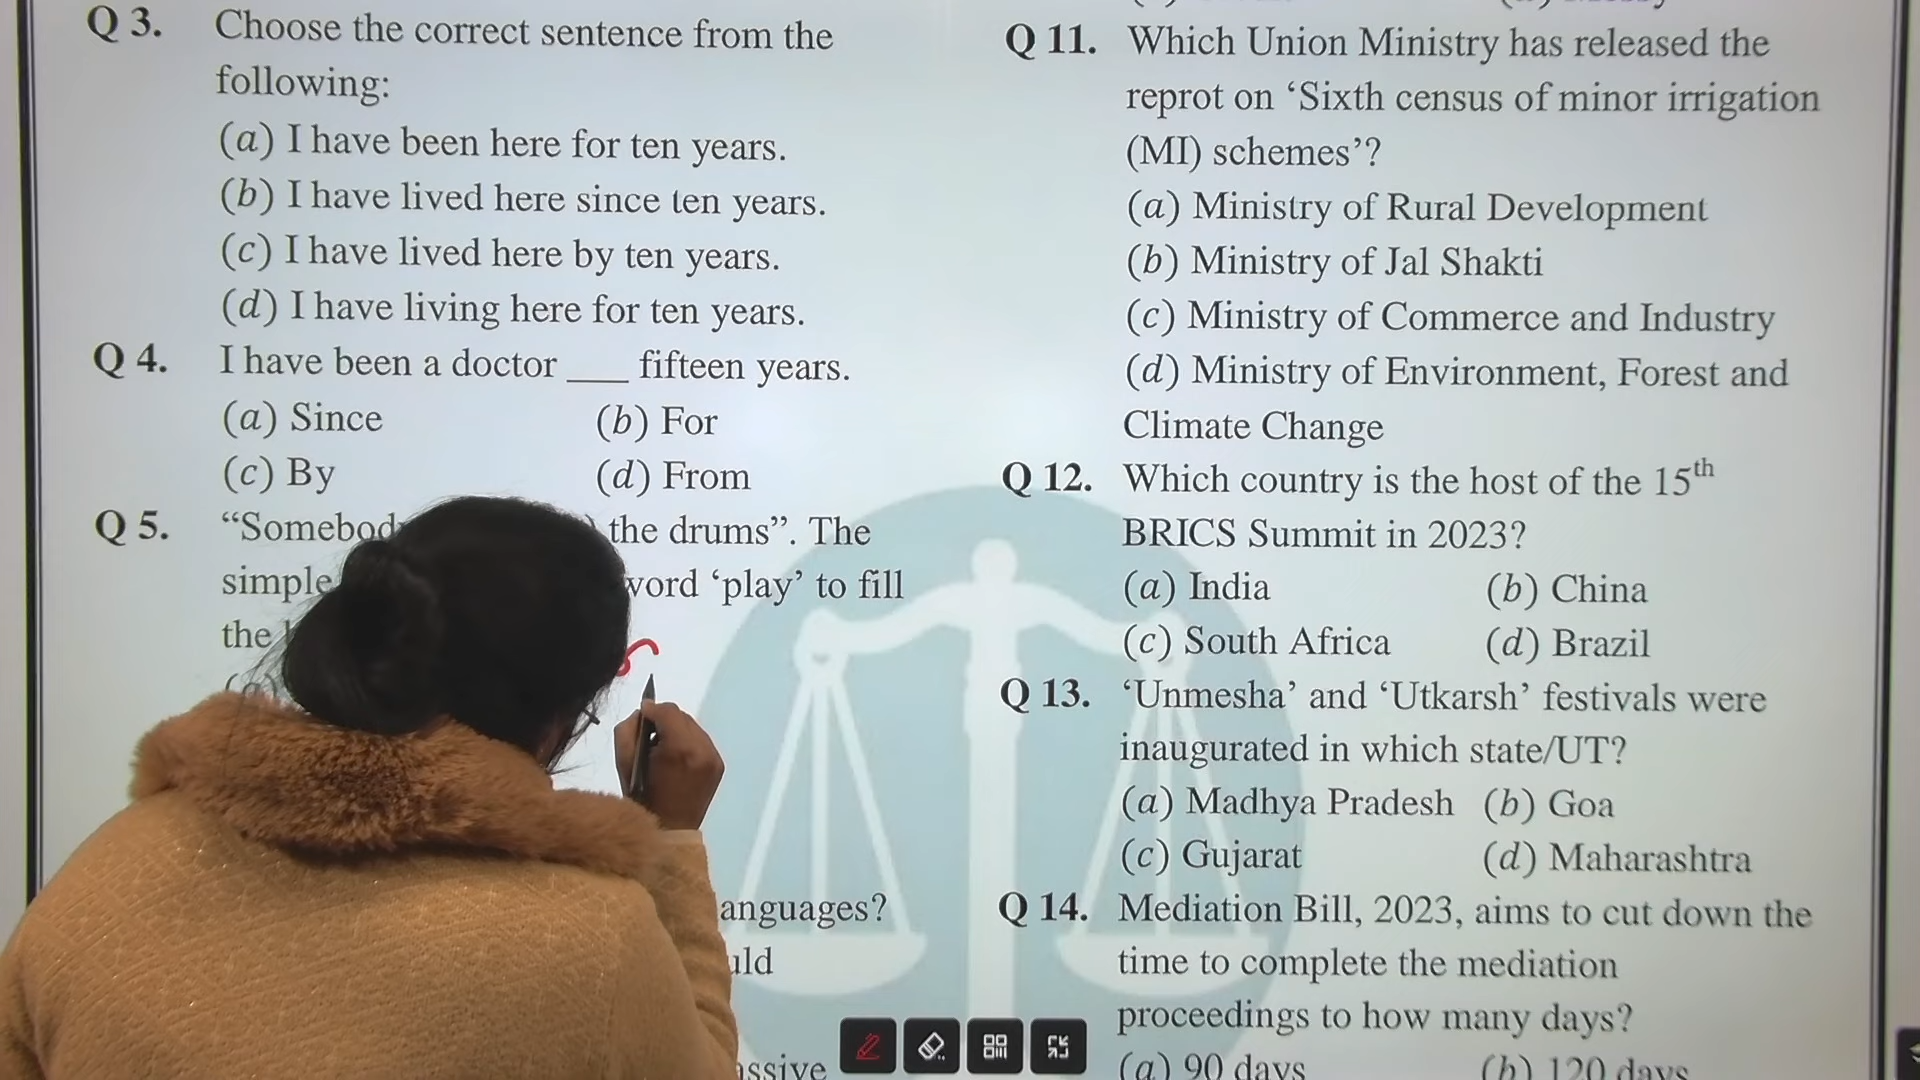 Q 3. Choose the correct sentence from the
following:
(a) I have been here for ten years.
(b) I have lived here since ten years.
(c) I have lived here by ten years.
(d) I have living here for ten years.
Q 4. I have been a doctor ___ fifteen years.
(a) Since (b) For
(c) By (d) From
Q 5. the drums”. The
simple ‘play’ to fill
the
Q 11. Which Union Ministry has released the
reprot on ‘Sixth census of minor irrigation
(MI) schemes’?
(a) Ministry of Rural Development
(b) Ministry of Jal Shakti
(c) Ministry of Commerce and Industry
(d) Ministry of Environment, Forest and
Climate Change
Q 12. Which country is the host of the 15th
BRICS Summit in 2023?
(a) India (b) China
(c) South Africa (d) Brazil
Q 13. ‘Unmesha’ and ‘Utkarsh’ festivals were
inaugurated in which state/UT?
(a) Madhya Pradesh (b) Goa
(c) Gujarat (d) Maharashtra
Q 14. Mediation Bill, 2023, aims to cut down the
time to complete the mediation
proceedings to how many days?
(a) 90 days (b) 120 days